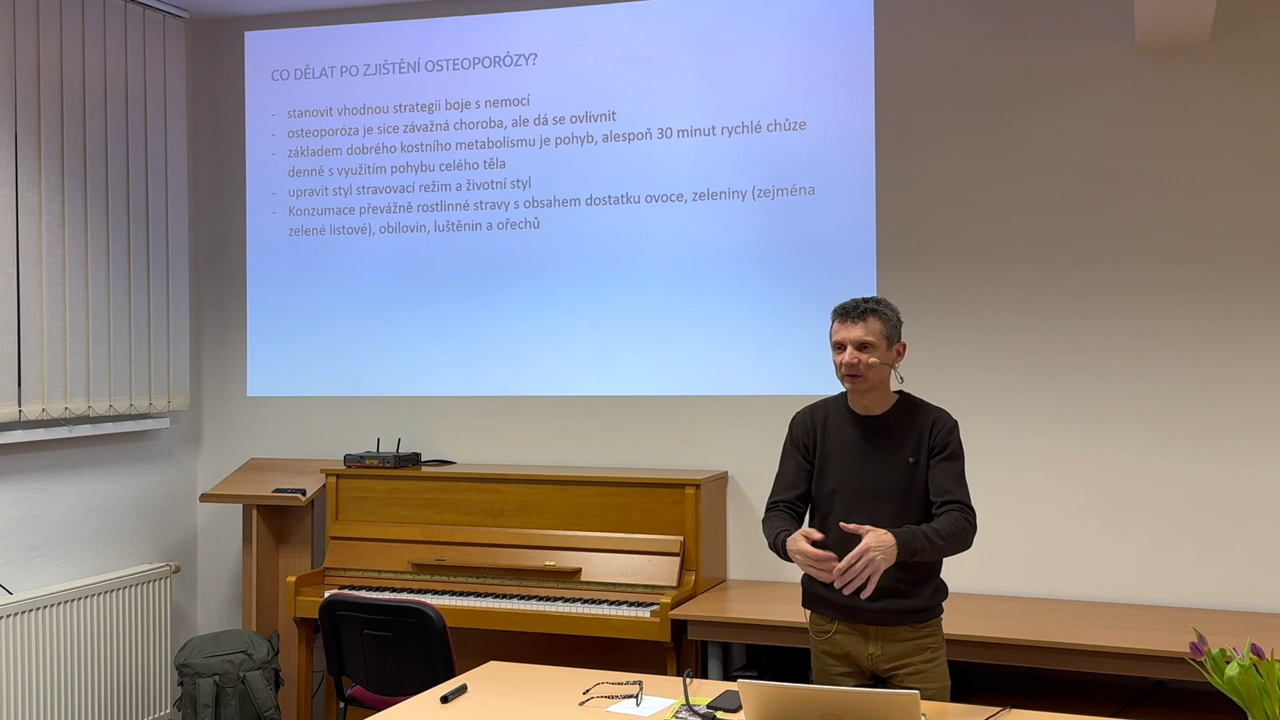 CO DĚLAT PO ZJIŠTĚNÍ OSTEOPORÓZY?
- stanovit vhodnou strategii boje s nemocí
- osteoporóza je sice závažná choroba, ale dá se ovlivnit
- základem dobrého kostního metabolismu je pohyb, alespoň 30 minut rychlé chůze
denně s využitím pohybu celého těla
- upravit styl stravovací režim a životní styl
- Konzumace převážně rostlinné stravy s obsahem dostatku ovoce, zeleniny (zejména
zelené listové), obilovin, luštěnin a ořechů